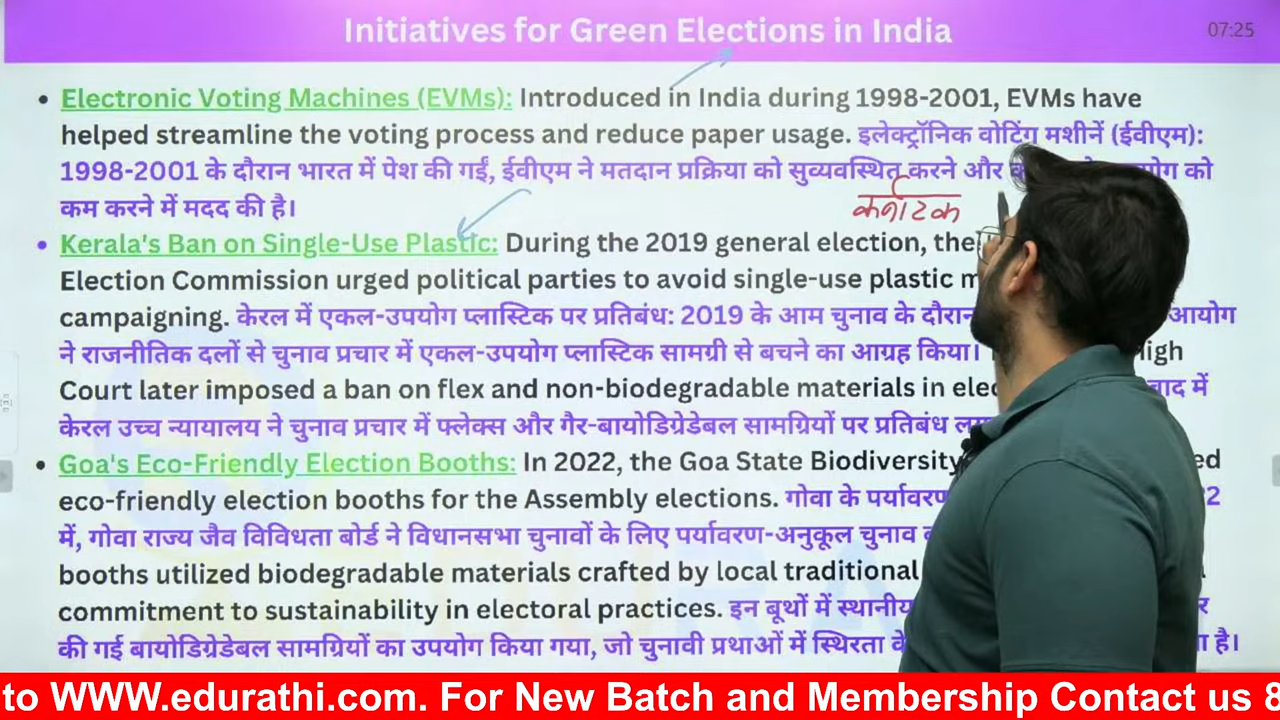 Initiatives for Green Elections in India
07:25
• Electronic Voting Machines (EVMs): Introduced in India during 1998-2001, EVMs have
helped streamline the voting process and reduce paper usage. इलेक्ट्रॉनिक वोटिंग मशीनें (ईवीएम):
1998-2001 के दौरान भारत में पेश की गईं, ईवीएम ने मतदान प्रक्रिया को सुव्यवस्थित करने और को
कम करने में मदद की है।
कर्नाटक
• Kerala's Ban on Single-Use Plastic: During the 2019 general election, the
Election Commission urged political parties to avoid single-use plastic
campaigning. केरल में एकल-उपयोग प्लास्टिक पर प्रतिबंध: 2019 के आम चुनाव के दौरान आयोग
ने राजनीतिक दलों से चुनाव प्रचार में एकल-उपयोग प्लास्टिक सामग्री से बचने का आग्रह किया।
Court later imposed a ban on flex and non-biodegradable materials in में
केरल उच्च न्यायालय ने चुनाव प्रचार में फ्लेक्स और गैर-बायोडिग्रेडेबल सामग्रियों पर प्रतिबंध
• Goa's Eco-Friendly Election Booths: In 2022, the Goa State Biodiversity
eco-friendly election booths for the Assembly elections. गोवा के
में, गोवा राज्य जैव विविधता बोर्ड ने विधानसभा चुनावों के लिए पर्यावरण-अनुकूल चुनाव
booths utilized biodegradable materials crafted by local traditional
commitment to sustainability in electoral practices. इन बूथों में
की गई बायोडिग्रेडेबल सामग्रियों का उपयोग किया गया, जो चुनावी प्रथाओं में स्थिरता है।
to WWW.edurathi.com. For New Batch and Membership Contact us 8